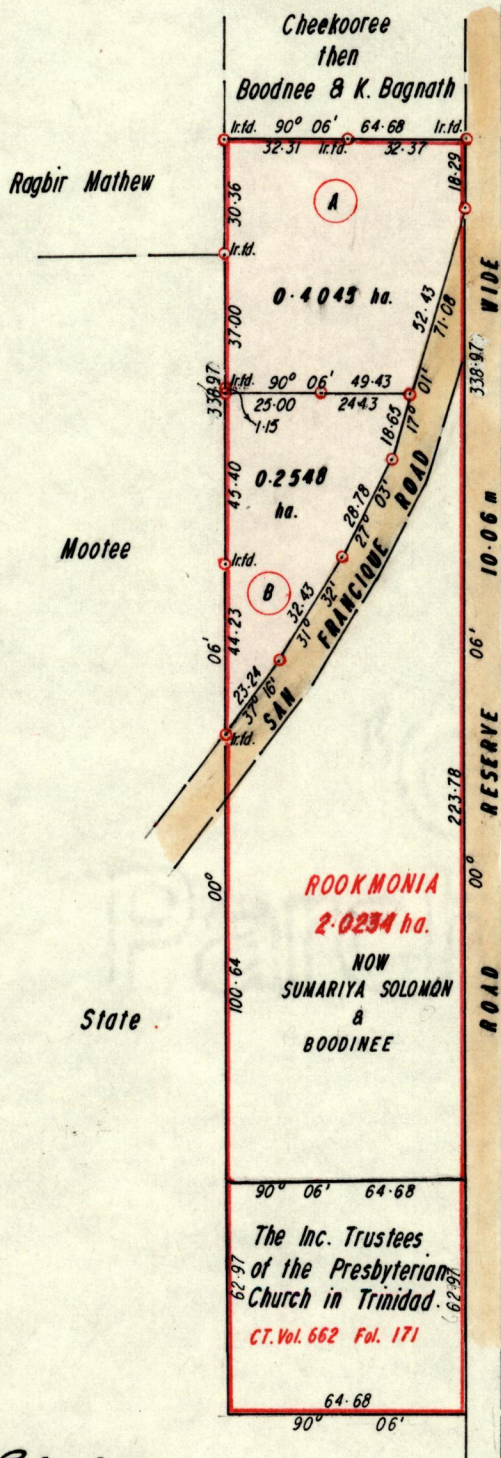 Cheekooree
then
Boodnee & K. Bagnath
Ir.fd. 90° 06' 64·68 Ir.fd.
32·31 Ir.fd. 32·37
Ragbir Mathew
30·36
18·29
A
Ir.fd.
0·4045 ha.
37·00
52·43
71·08
17° 01'
338·97
338·97
Ir.fd. 90° 06' 49·43
25·00 24·43
1·15
18·65
45·40
0·2548
ha.
28·78
27° 03'
Mootee
Ir.fd.
B
32·43
31° 32'
44·23
06'
23·24
37° 16'
Ir.fd.
SAN FRANCIQUE ROAD
ROAD RESERVE 10·06 m WIDE
06'
223·78
00°
00°
ROOKMONIA
2·0234 ha.
NOW
SUMARIYA SOLOMON
&
BOODINEE
100·64
State
90° 06' 64·68
The Inc. Trustees
of the Presbyterian
Church in Trinidad.
CT. Vol. 662 Fol. 171
62·97
62·97
64·68
90° 06'